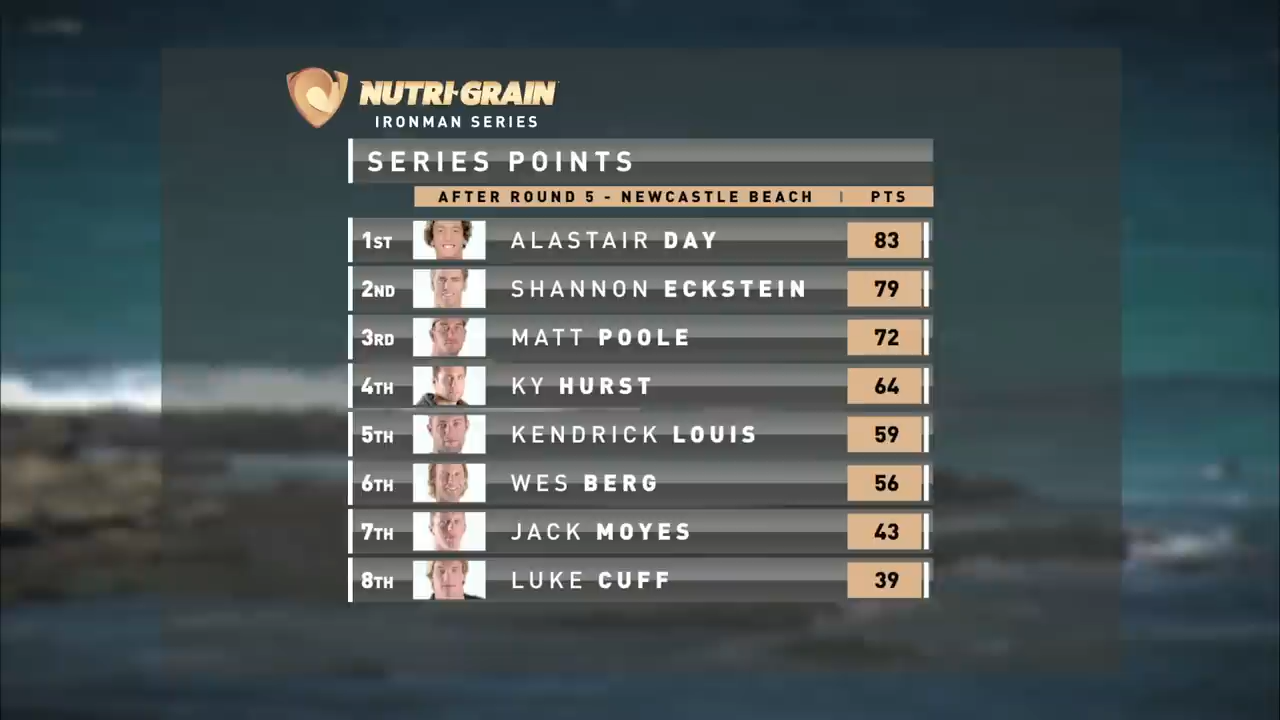 NUTRI-GRAIN
IRONMAN SERIES
SERIES POINTS
AFTER ROUND 5 - NEWCASTLE BEACH | PTS
1ST ALASTAIR DAY 83
2ND SHANNON ECKSTEIN 79
3RD MATT POOLE 72
4TH KY HURST 64
5TH KENDRICK LOUIS 59
6TH WES BERG 56
7TH JACK MOYES 43
8TH LUKE CUFF 39